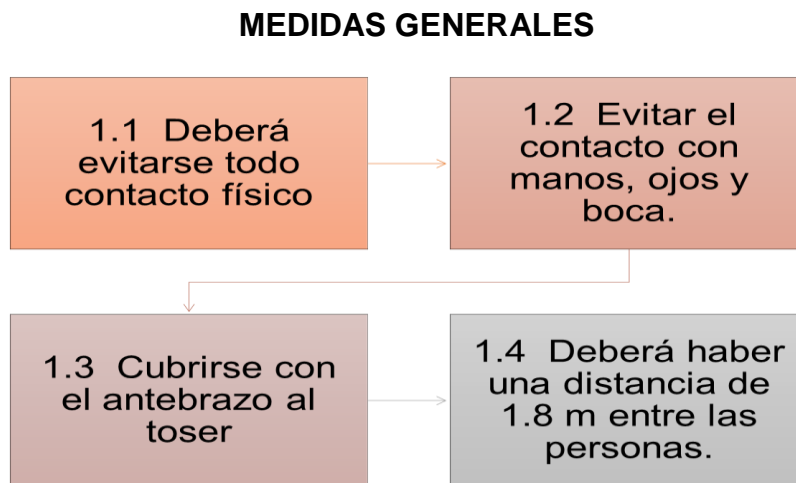 MEDIDAS GENERALES
1.1 Deberá
evitarse todo
contacto físico
1.2 Evitar el
contacto con
manos, ojos y
boca.
1.3 Cubrirse con
el antebrazo al
toser
1.4 Deberá haber
una distancia de
1.8 m entre las
personas.